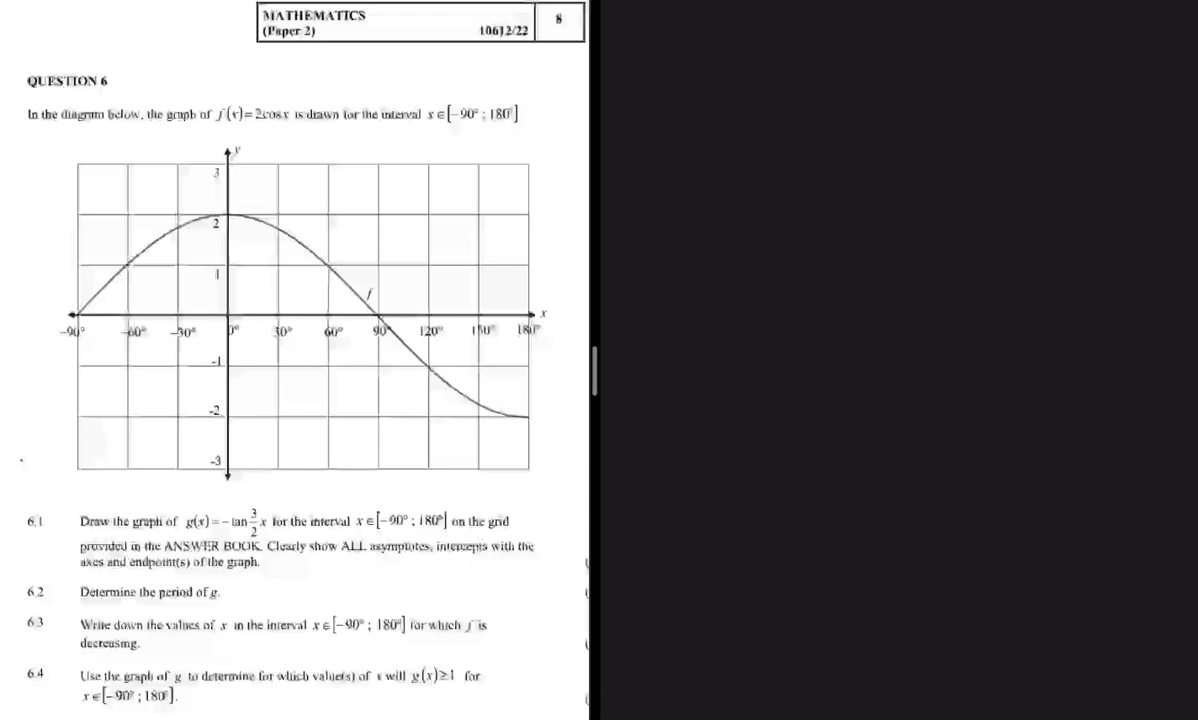 MATHEMATICS
(Paper 2) 10612/22
8
QUESTION 6
In the diagram below, the graph of f(x)=2cosx is drawn for the interval x∈[−90° ; 180°]
y
3
2
1
f
x
−90° −60° −30° 0° 30° 60° 90° 120° 150° 180°
-1
-2
-3
6.1 Draw the graph of g(x)=−tan 3/2 x for the interval x∈[−90° ; 180°] on the grid
provided in the ANSWER BOOK. Clearly show ALL asymptotes, intercepts with the
axes and endpoint(s) of the graph.
6.2 Determine the period of g.
6.3 Write down the values of x in the interval x∈[−90° ; 180°] for which f is
decreasing.
6.4 Use the graph of g to determine for which value(s) of x will g(x)≥1 for
x∈[−90° ; 180°].